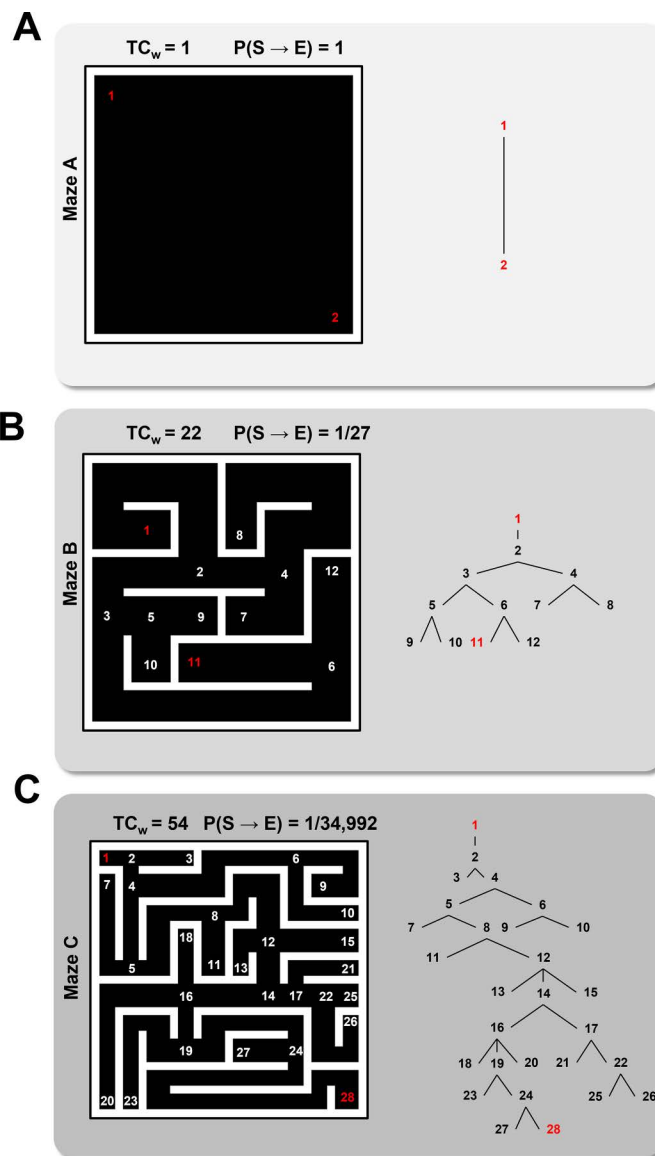 A
TCw = 1 P(S → E) = 1
Maze A
1
2
1
2
B
TCw = 22 P(S → E) = 1/27
Maze B
1
8
2
4
12
3
5
9
7
10
11
6
1
2
3 4
5 6 7 8
9 10 11 12
C
TCw = 54 P(S → E) = 1/34,992
Maze C
1 2 3 6
7 4 9
8 10
18 12 15
5 11 13 21
16 14 17 22 25
26
19 27 24
20 23 28
1
2
3 4
5 6
7 8 9 10
11 12
13 14 15
16 17
18 19 20 21 22
23 24 25 26
27 28